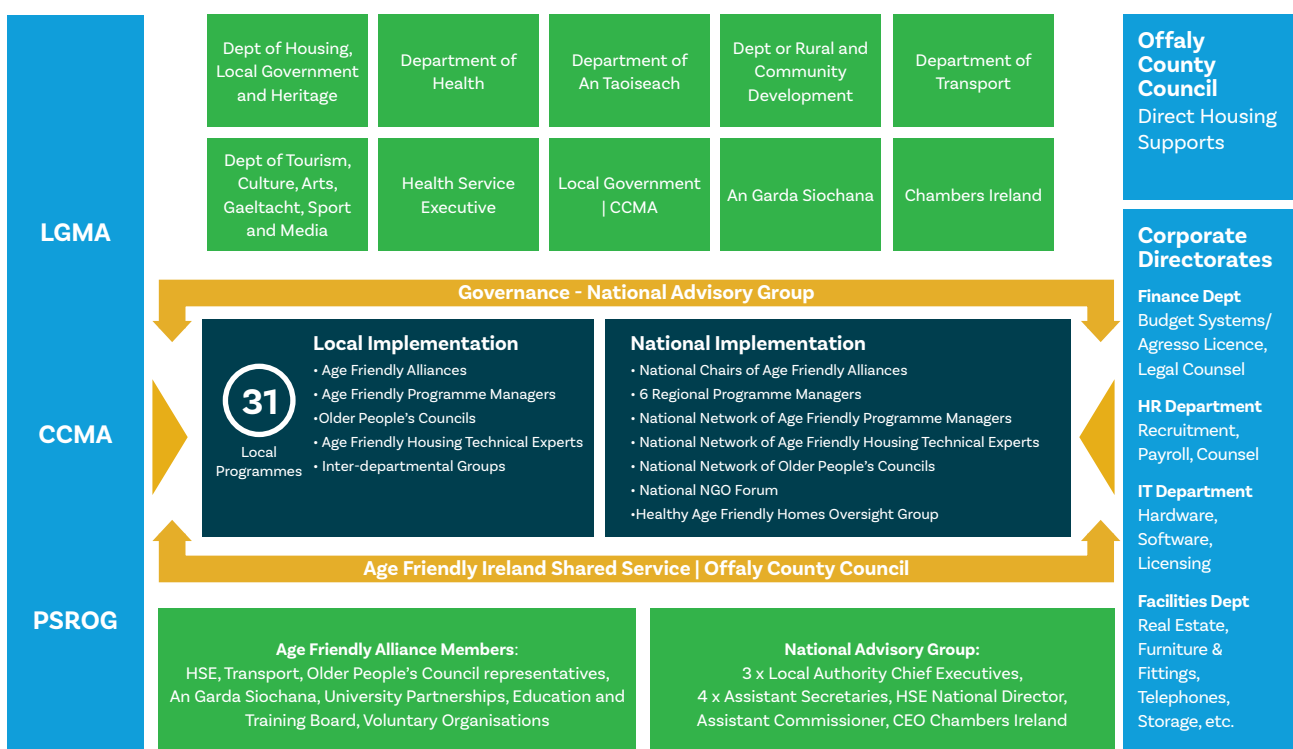 LGMA
CCMA
PSROG
Dept of Housing,
Local Government
and Heritage
Department of
Health
Department of
An Taoiseach
Dept or Rural and
Community
Development
Department of
Transport
Dept of Tourism,
Culture, Arts,
Gaeltacht, Sport
and Media
Health Service
Executive
Local Government
| CCMA
An Garda Siochana
Chambers Ireland
Governance - National Advisory Group
31
Local
Programmes
Local Implementation
• Age Friendly Alliances
• Age Friendly Programme Managers
•Older People's Councils
• Age Friendly Housing Technical Experts
• Inter-departmental Groups
National Implementation
• National Chairs of Age Friendly Alliances
• 6 Regional Programme Managers
• National Network of Age Friendly Programme Managers
• National Network of Age Friendly Housing Technical Experts
• National Network of Older People's Councils
• National NGO Forum
•Healthy Age Friendly Homes Oversight Group
Age Friendly Ireland Shared Service | Offaly County Council
Age Friendly Alliance Members:
HSE, Transport, Older People's Council representatives,
An Garda Siochana, University Partnerships, Education and
Training Board, Voluntary Organisations
National Advisory Group:
3 x Local Authority Chief Executives,
4 x Assistant Secretaries, HSE National Director,
Assistant Commissioner, CEO Chambers Ireland
Offaly
County
Council
Direct Housing
Supports
Corporate
Directorates
Finance Dept
Budget Systems/
Agresso Licence,
Legal Counsel
HR Department
Recruitment,
Payroll, Counsel
IT Department
Hardware,
Software,
Licensing
Facilities Dept
Real Estate,
Furniture &
Fittings,
Telephones,
Storage, etc.